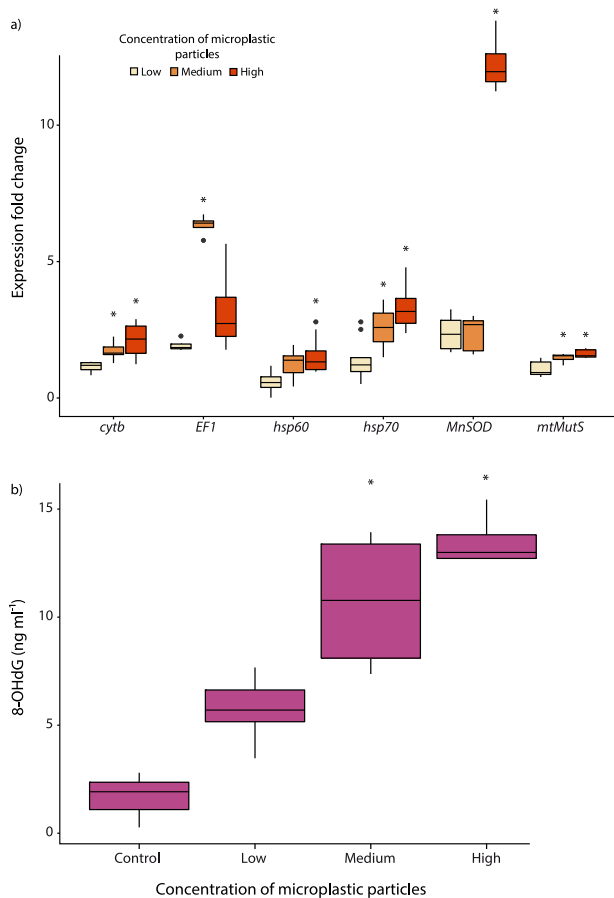 a)
Concentration of microplastic
particles
Low Medium High
Expression fold change
10
5
0
* * * * * * * * *
cytb EF1 hsp60 hsp70 MnSOD mtMutS
b)
8-OHdG (ng ml⁻¹)
15
10
5
0
* *
Control Low Medium High
Concentration of microplastic particles